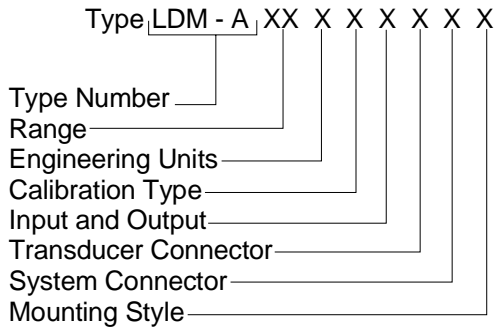 Type LDM - A XX X X X X X X
Type Number
Range
Engineering Units
Calibration Type
Input and Output
Transducer Connector
System Connector
Mounting Style